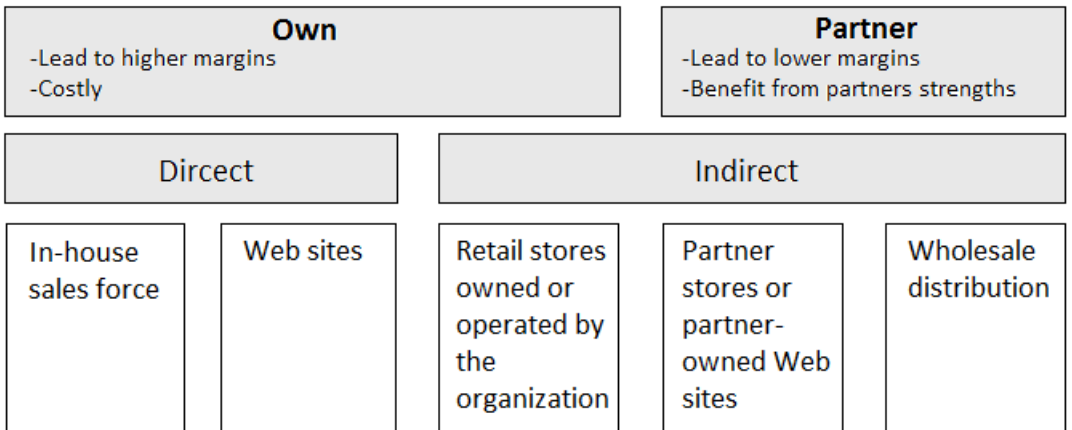 Own
-Lead to higher margins
-Costly
Partner
-Lead to lower margins
-Benefit from partners strengths
Dircect
Indirect
In-house
sales force
Web sites
Retail stores
owned or
operated by
the
organization
Partner
stores or
partner-
owned Web
sites
Wholesale
distribution